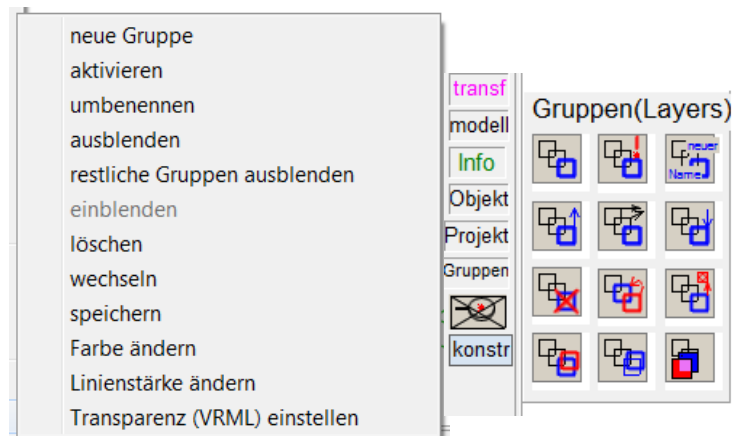 neue Gruppe
aktivieren
umbenennen
ausblenden
restliche Gruppen ausblenden
einblenden
löschen
wechseln
speichern
Farbe ändern
Linienstärke ändern
Transparenz (VRML) einstellen
transf
modell
Info
Objekt
Projekt
Gruppen
konstr
Gruppen(Layers)
neuer
Name